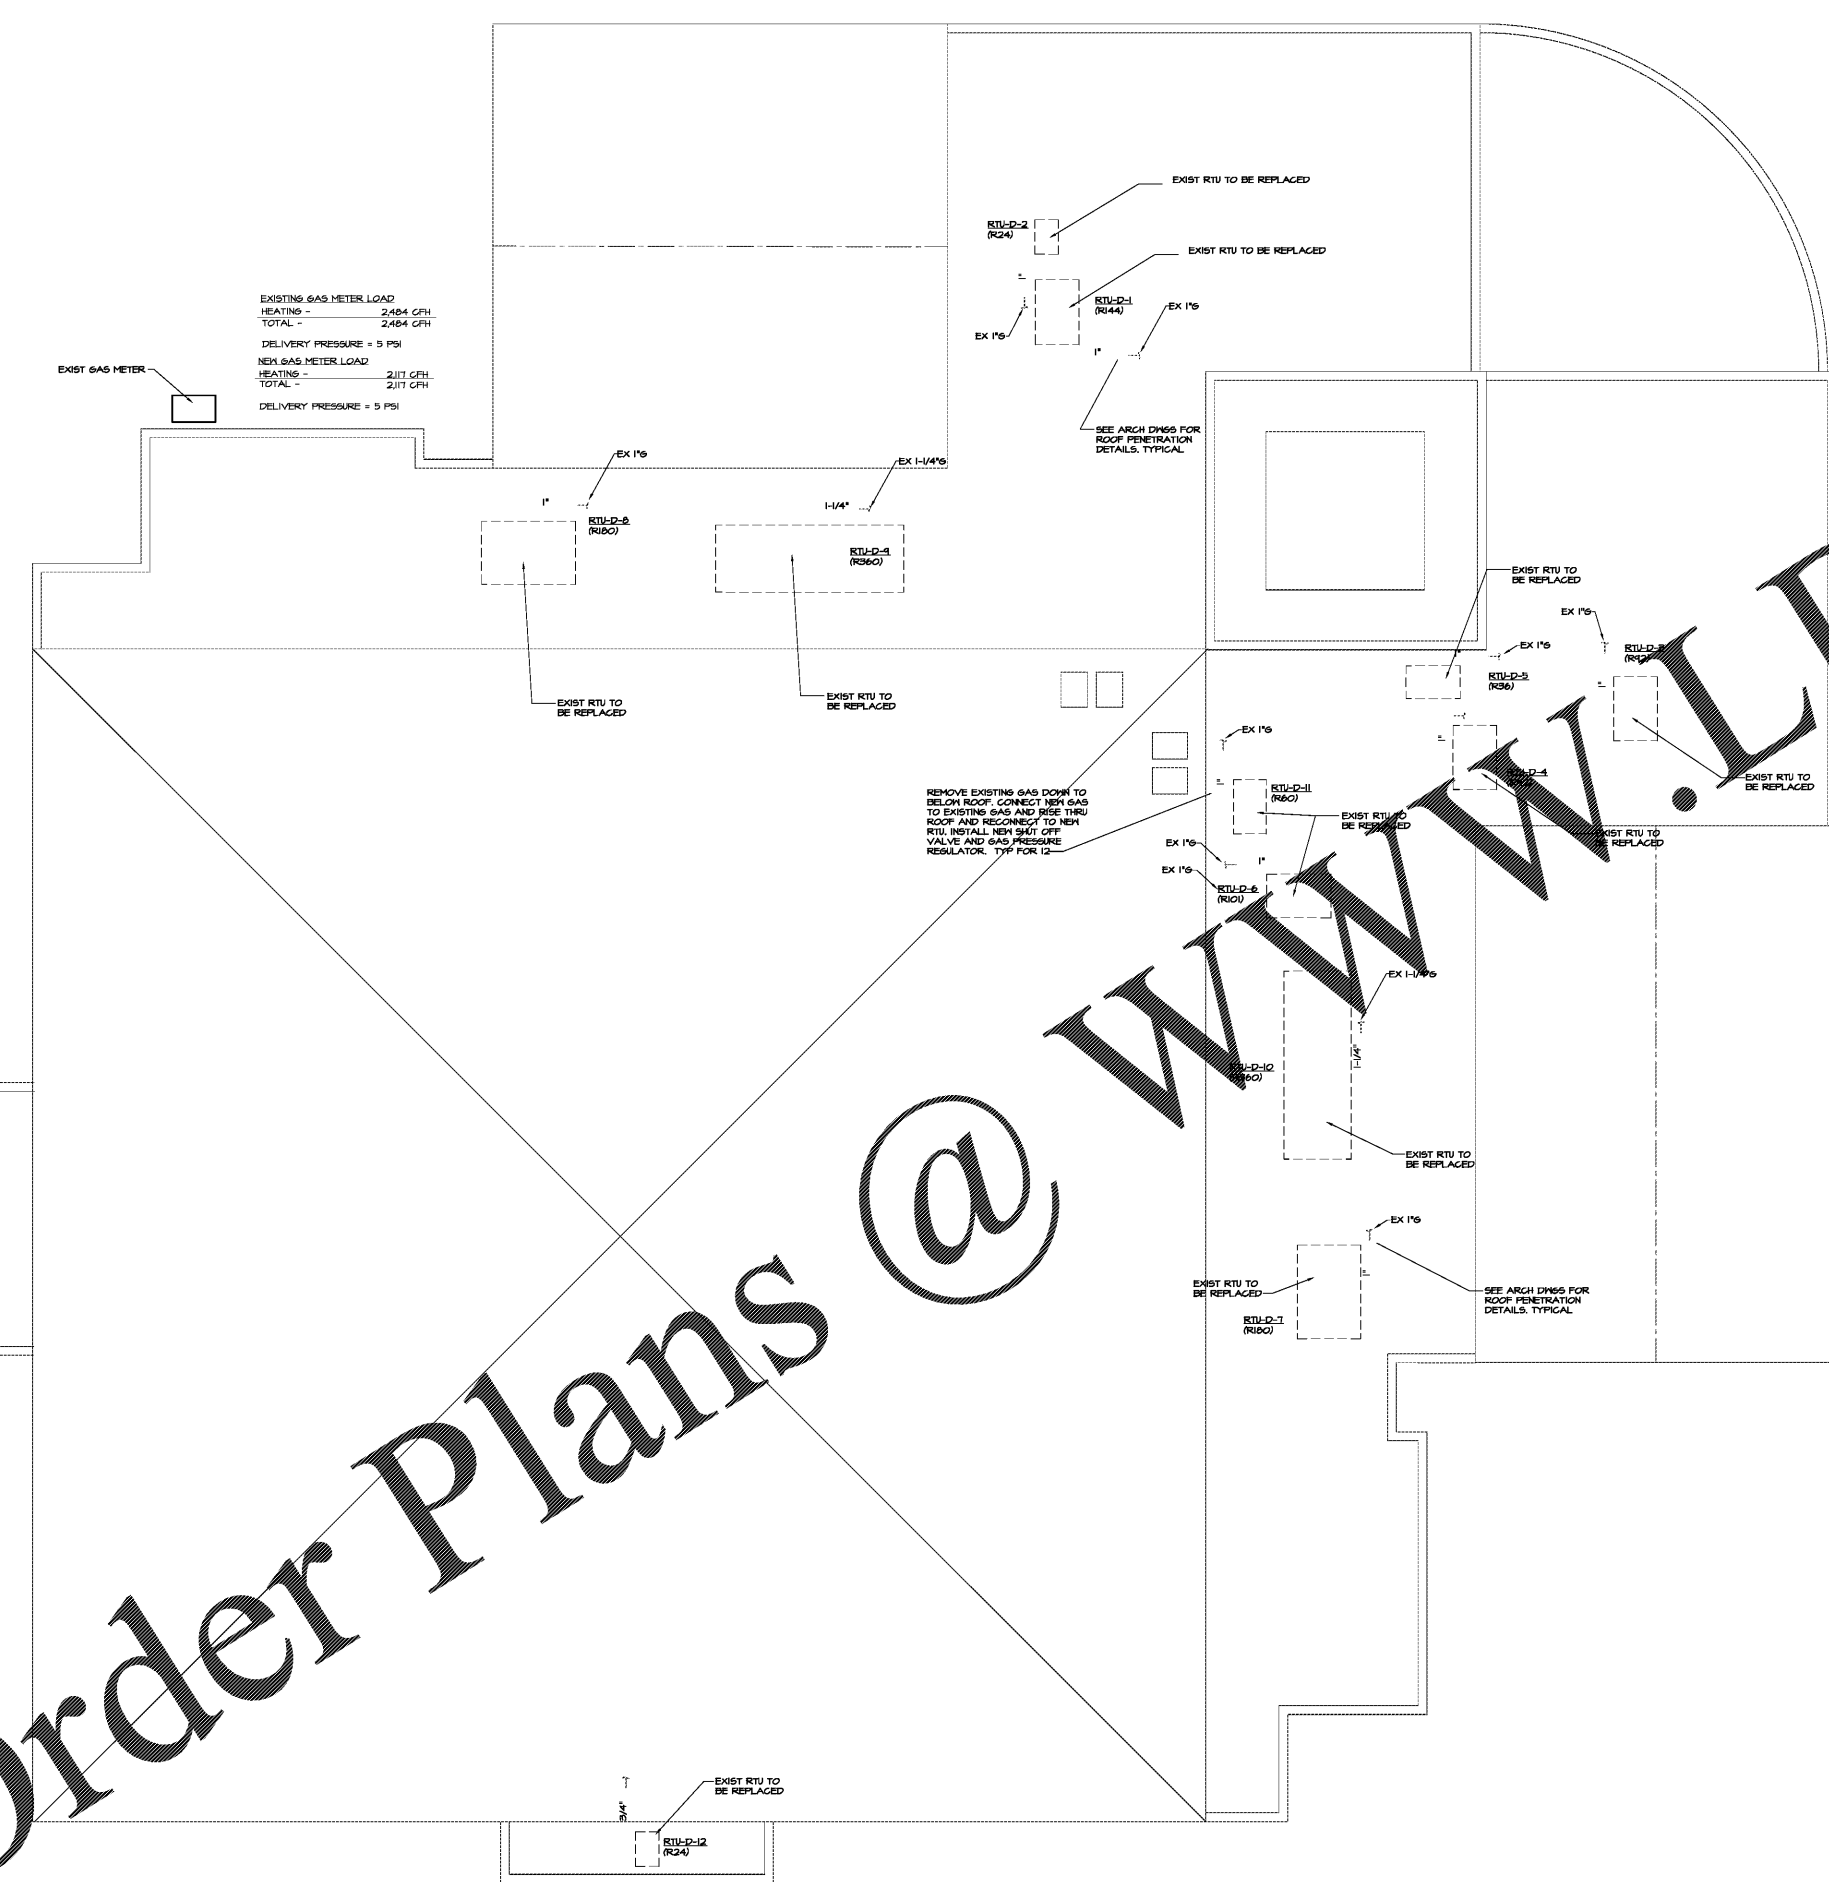 EXIST RTU TO BE REPLACED
RTU-D-2
(R24)
EXIST RTU TO BE REPLACED
RTU-D-1
(R144)
EX 1"G
EX 1"G
1"
SEE ARCH DWGS FOR
ROOF PENETRATION
DETAILS. TYPICAL
EXISTING GAS METER LOAD
HEATING - 2,484 CFH
TOTAL - 2,484 CFH
DELIVERY PRESSURE = 5 PSI
NEW GAS METER LOAD
HEATING - 2,117 CFH
TOTAL - 2,117 CFH
DELIVERY PRESSURE = 5 PSI
EXIST GAS METER
EX 1"G
1"
RTU-D-8
(R180)
EXIST RTU TO
BE REPLACED
EX 1-1/4"G
1-1/4"
RTU-D-9
(R360)
EXIST RTU TO
BE REPLACED
EXIST RTU TO
BE REPLACED
EX 1"G
EX 1"G
RTU-D-5
(R36)
EXIST RTU TO
BE REPLACED
EXIST RTU TO
BE REPLACED
EX 1"G
RTU-D-11
(R60)
EXIST RTU TO
BE REPLACED
REMOVE EXISTING GAS DOWN TO
BELOW ROOF. CONNECT NEW GAS
TO EXISTING GAS AND RISE THRU
ROOF AND RECONNECT TO NEW
RTU. INSTALL NEW SHUT OFF
VALVE AND GAS PRESSURE
REGULATOR. TYP FOR 12
EX 1"G
1"
EX 1"G
RTU-D-6
(R101)
EX 1-1/4"G
1-1/4"
RTU-D-10
EXIST RTU TO
BE REPLACED
EX 1"G
EXIST RTU TO
BE REPLACED
RTU-D-7
(R180)
SEE ARCH DWGS FOR
ROOF PENETRATION
DETAILS. TYPICAL
3/4"
EXIST RTU TO
BE REPLACED
RTU-D-12
(R24)
Order Plans @ www.